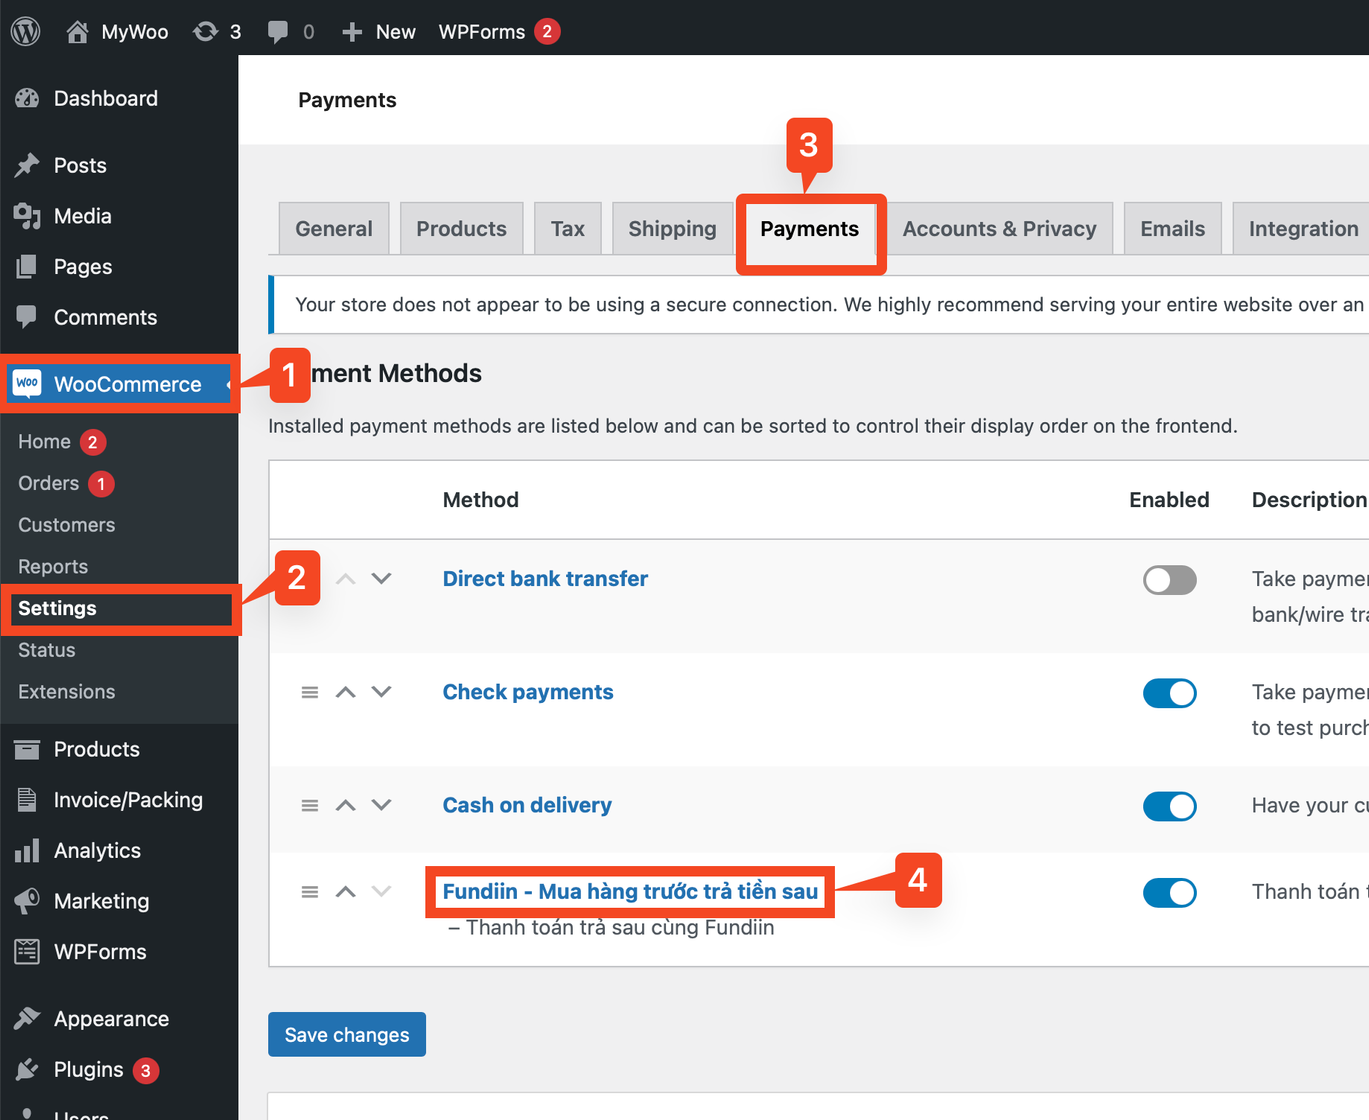 MyWoo 3 0 New WPForms 2
Dashboard
Posts
Media
Pages
Comments
WooCommerce
Home 2
Orders 1
Customers
Reports
Settings
Status
Extensions
Products
Invoice/Packing
Analytics
Marketing
WPForms
Appearance
Plugins 3
Users
Payments
3
General Products Tax Shipping Payments Accounts & Privacy Emails Integration
Your store does not appear to be using a secure connection. We highly recommend serving your entire website over an
1
ment Methods
Installed payment methods are listed below and can be sorted to control their display order on the frontend.
Method Enabled Description
2
Direct bank transfer Take paymen
bank/wire tra
Check payments Take paymen
to test purch
Cash on delivery Have your cu
Fundiin - Mua hàng trước trả tiền sau 4 Thanh toán t
– Thanh toán trả sau cùng Fundiin
Save changes